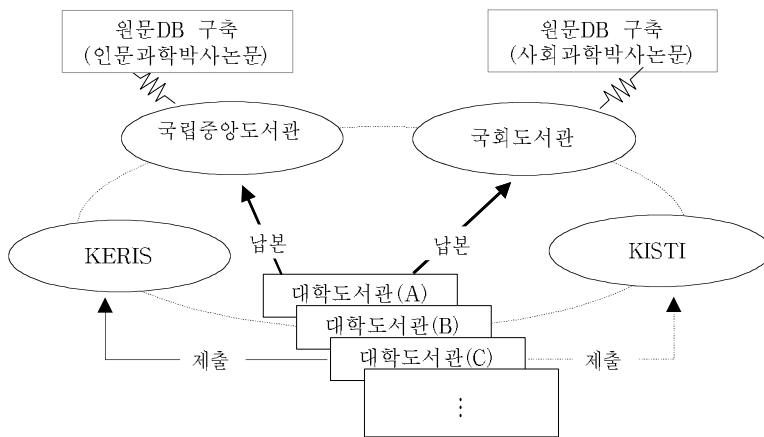 원문DB 구축
(인문과학박사논문)
원문DB 구축
(사회과학박사논문)
국립중앙도서관
국회도서관
납본
납본
KERIS
KISTI
대학도서관(A)
대학도서관(B)
대학도서관(C)
제출
제출
⋮